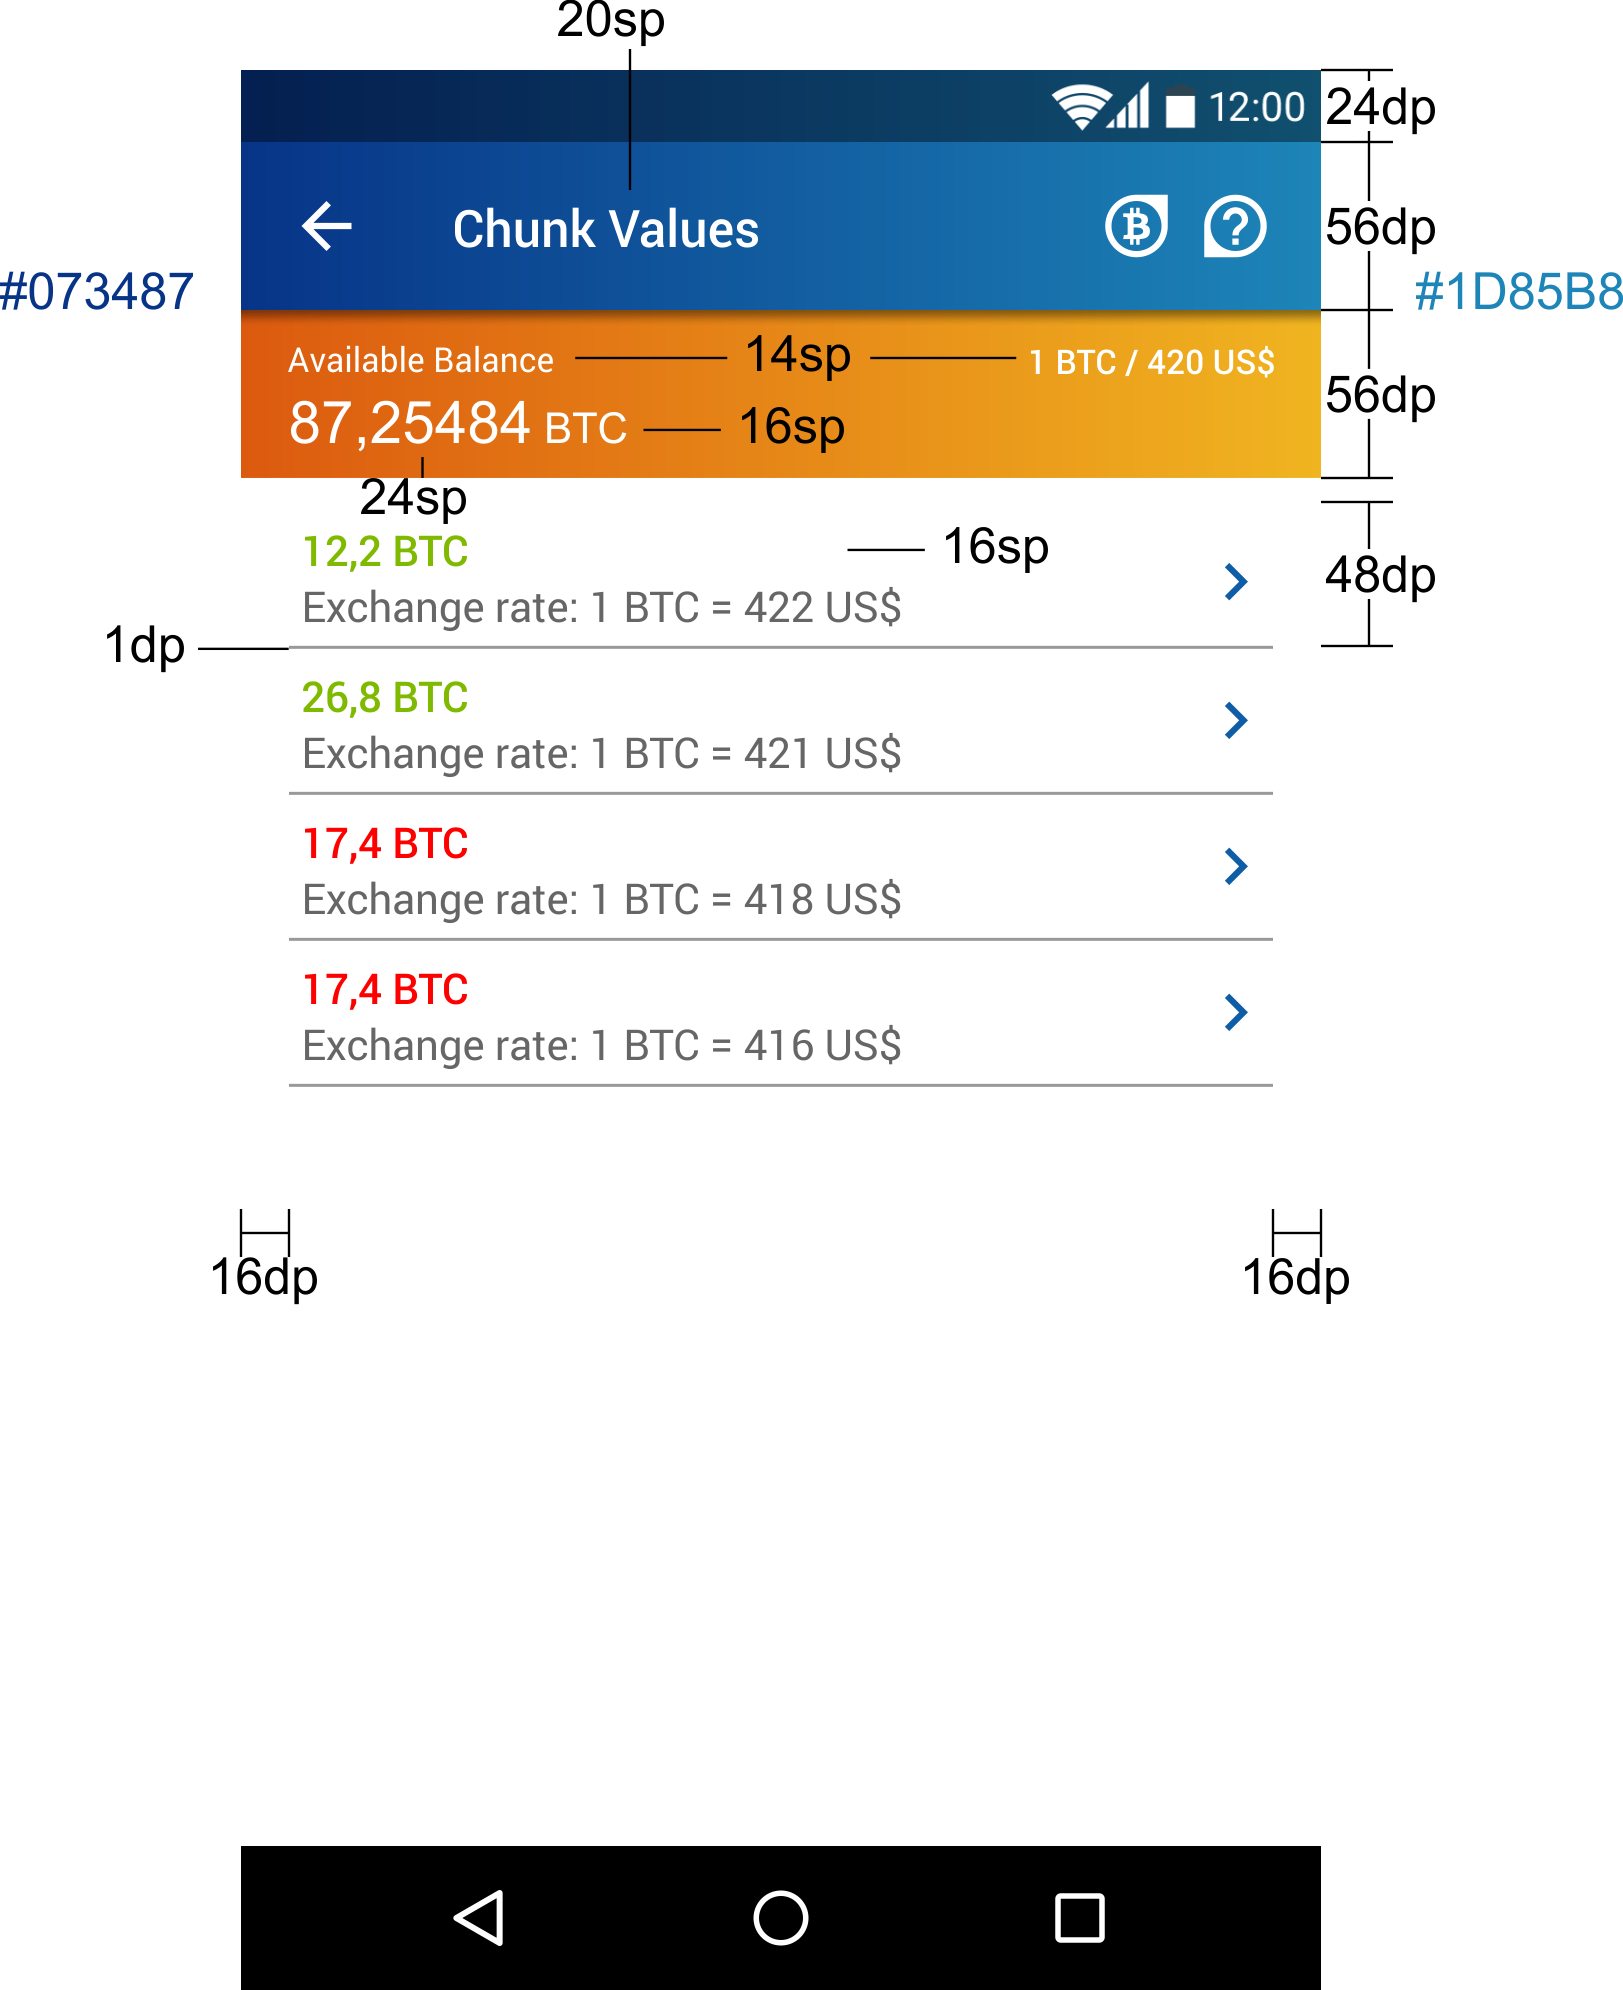 20sp
12:00
24dp
Chunk Values
56dp
#073487
#1D85B8
Available Balance
14sp
1 BTC / 420 US$
56dp
87,25484 BTC
16sp
24sp
12,2 BTC
16sp
48dp
Exchange rate: 1 BTC = 422 US$
1dp
26,8 BTC
Exchange rate: 1 BTC = 421 US$
17,4 BTC
Exchange rate: 1 BTC = 418 US$
17,4 BTC
Exchange rate: 1 BTC = 416 US$
16dp
16dp